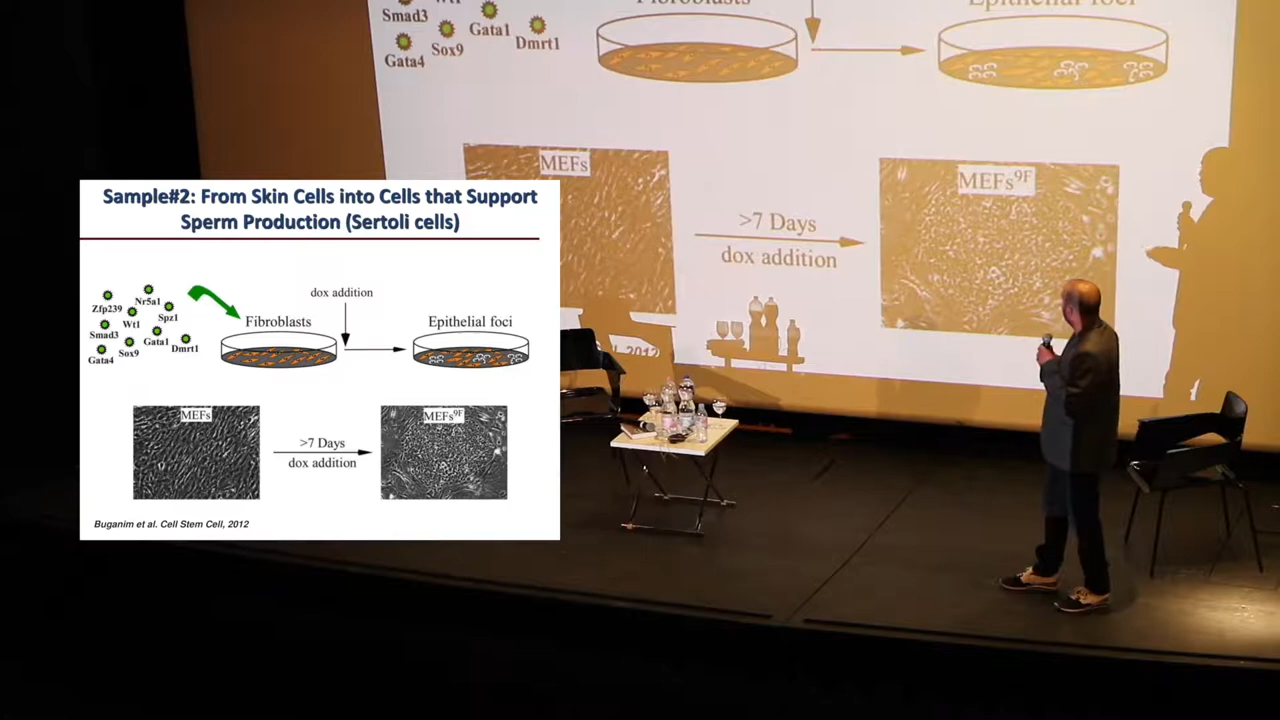 Smad3
Gata1
Dmrt1
Sox9
Gata4
Fibroblasts
Epithelial foci
MEFs
MEFs9F
>7 Days
dox addition
2012
Sample#2: From Skin Cells into Cells that Support
Sperm Production (Sertoli cells)
dox addition
Zfp239
Nr5a1
Spz1
Wt1
Smad3
Gata1
Sox9
Dmrt1
Gata4
Fibroblasts
Epithelial foci
MEFs
MEFs9F
>7 Days
dox addition
Buganim et al. Cell Stem Cell, 2012